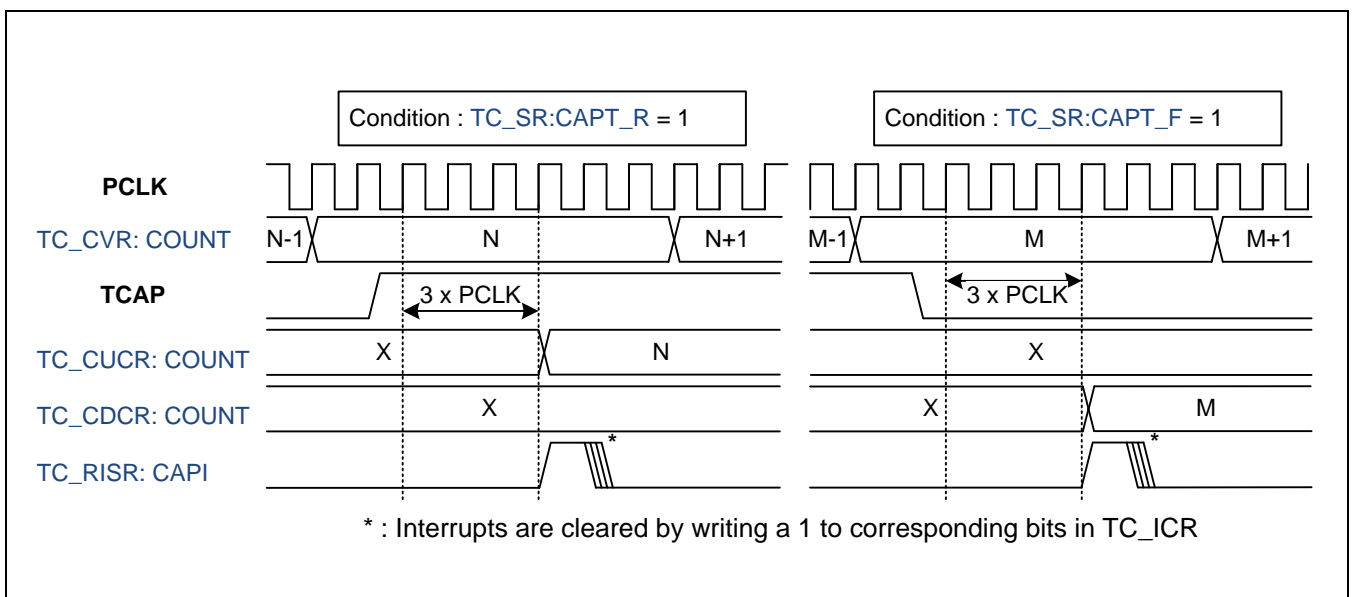 Condition : TC_SR:CAPT_R = 1
Condition : TC_SR:CAPT_F = 1
PCLK
TC_CVR: COUNT
N-1
N
N+1
M-1
M
M+1
TCAP
3 x PCLK
3 x PCLK
TC_CUCR: COUNT
X
N
X
TC_CDCR: COUNT
X
X
M
TC_RISR: CAPI
*
*
* : Interrupts are cleared by writing a 1 to corresponding bits in TC_ICR